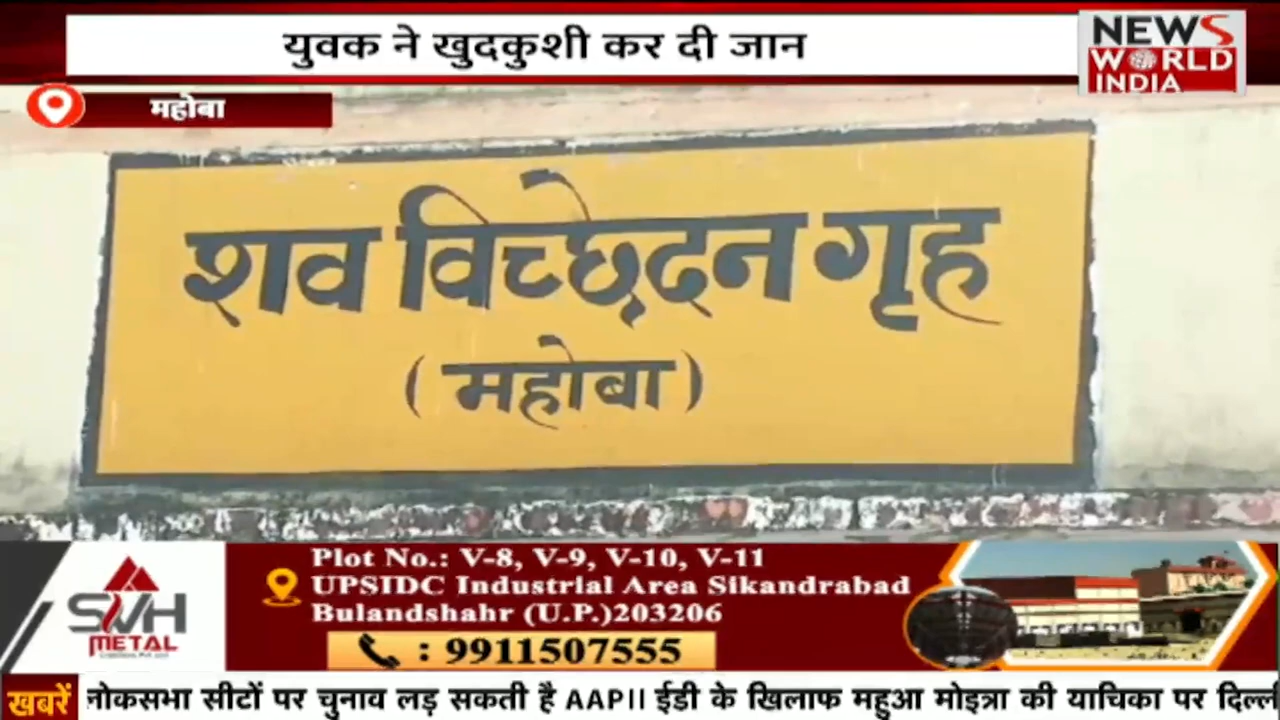 युवक ने खुदकुशी कर दी जान
NEWS
WORLD
INDIA
महोबा
शव विच्छेदन गृह
(महोबा)
Plot No.: V-8, V-9, V-10, V-11
UPSIDC Industrial Area Sikandrabad
Bulandshahr (U.P.)203206
: 9911507555
SVH
METAL
खबरें
लोकसभा सीटों पर चुनाव लड़ सकती है AAP।। ईडी के खिलाफ महुआ मोइत्रा की याचिका पर